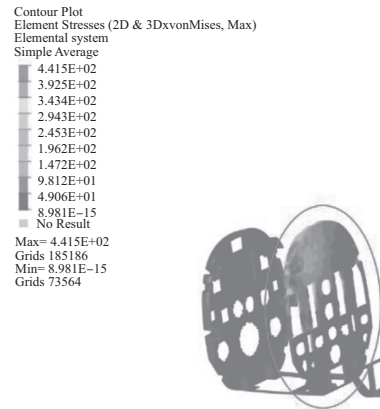 Contour Plot
Element Stresses (2D & 3DxvonMises, Max)
Elemental system
Simple Average
4.415E+02
3.925E+02
3.434E+02
2.943E+02
2.453E+02
1.962E+02
1.472E+02
9.812E+01
4.906E+01
8.981E−15
No Result
Max= 4.415E+02
Grids 185186
Min= 8.981E−15
Grids 73564